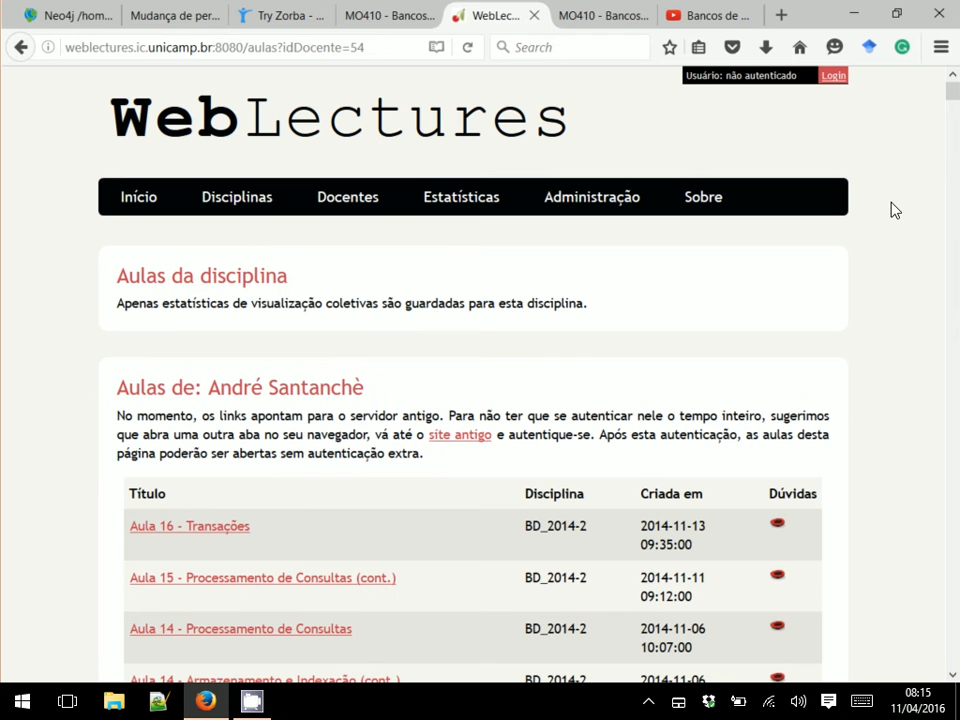 Neo4j /hom... Mudança de per... Try Zorba - ... MO410 - Bancos... WebLec... MO410 - Bancos... Bancos de ...
weblectures.ic.unicamp.br:8080/aulas?idDocente=54 Search
Usuário: não autenticado Login
WebLectures
Início Disciplinas Docentes Estatísticas Administração Sobre
Aulas da disciplina
Apenas estatísticas de visualização coletivas são guardadas para esta disciplina.
Aulas de: André Santanchè
No momento, os links apontam para o servidor antigo. Para não ter que se autenticar nele o tempo inteiro, sugerimos
que abra uma outra aba no seu navegador, vá até o site antigo e autentique-se. Após esta autenticação, as aulas desta
página poderão ser abertas sem autenticação extra.
Título Disciplina Criada em Dúvidas
Aula 16 - Transações BD_2014-2 2014-11-13
09:35:00
Aula 15 - Processamento de Consultas (cont.) BD_2014-2 2014-11-11
09:12:00
Aula 14 - Processamento de Consultas BD_2014-2 2014-11-06
10:07:00
Aula 14 - Armazenamento e Indexação (cont.) BD_2014-2 2014-11-06
08:15
11/04/2016